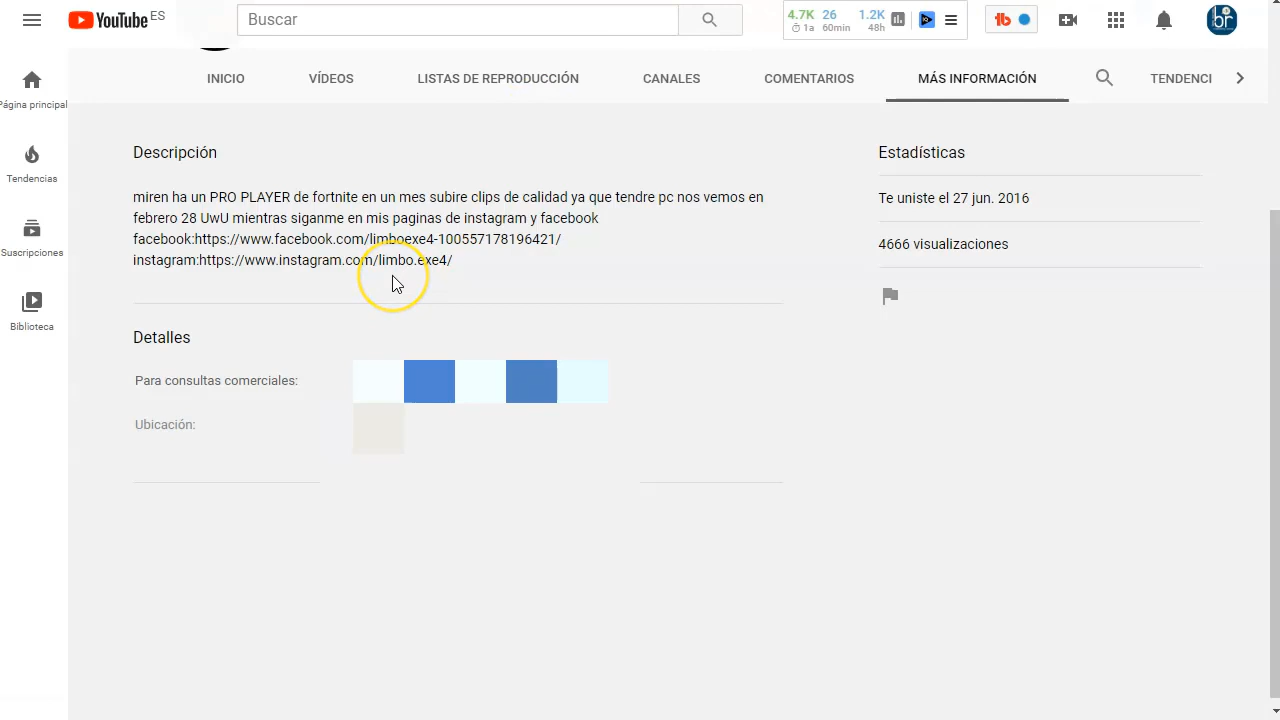 YouTube ES
Buscar
4.7K 26 1.2K
1a 60min 48h
tb
br
INICIO VÍDEOS LISTAS DE REPRODUCCIÓN CANALES COMENTARIOS MÁS INFORMACIÓN TENDENCI
Página principal
Tendencias
Suscripciones
Biblioteca
Descripción
miren ha un PRO PLAYER de fortnite en un mes subire clips de calidad ya que tendre pc nos vemos en
febrero 28 UwU mientras siganme en mis paginas de instagram y facebook
facebook:https://www.facebook.com/limboexe4-100557178196421/
instagram:https://www.instagram.com/limbo.exe4/
Detalles
Para consultas comerciales:
Ubicación:
Estadísticas
Te uniste el 27 jun. 2016
4666 visualizaciones